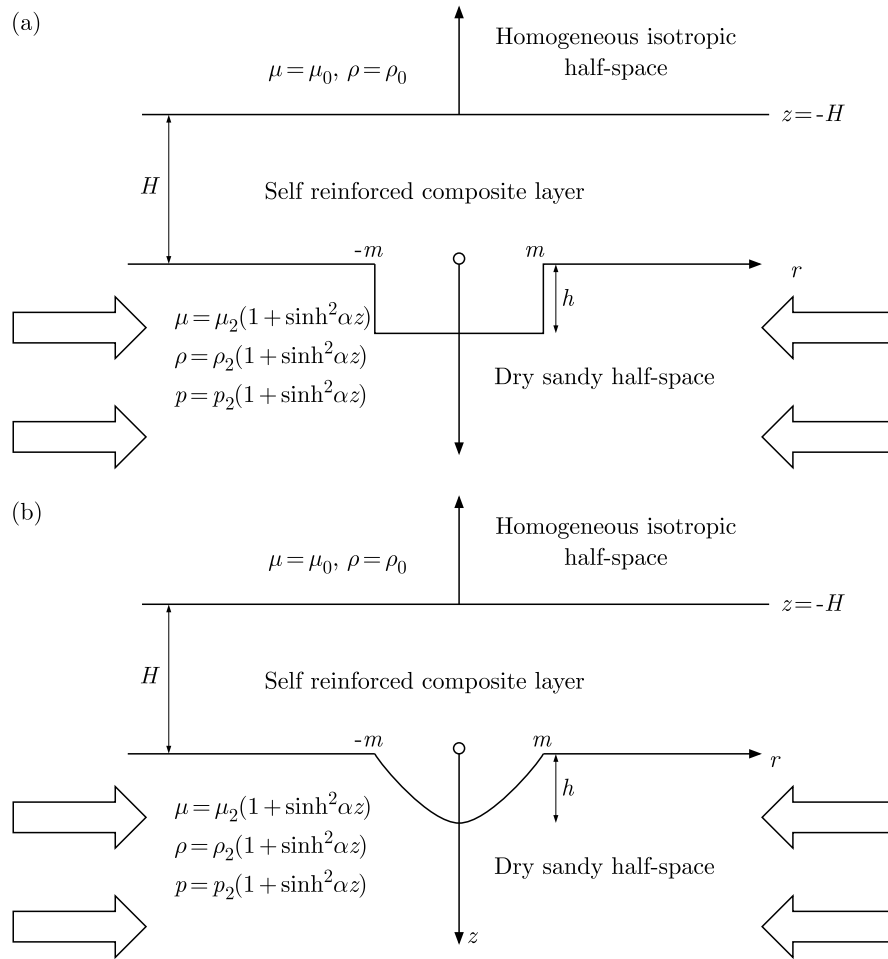 (a)
Homogeneous isotropic
half-space
μ = μ₀, ρ = ρ₀
z = -H
H
Self reinforced composite layer
-m
m
r
h
μ = μ₂(1 + sinh²αz)
ρ = ρ₂(1 + sinh²αz)
p = p₂(1 + sinh²αz)
Dry sandy half-space
(b)
Homogeneous isotropic
half-space
μ = μ₀, ρ = ρ₀
z = -H
H
Self reinforced composite layer
-m
m
r
h
μ = μ₂(1 + sinh²αz)
ρ = ρ₂(1 + sinh²αz)
p = p₂(1 + sinh²αz)
Dry sandy half-space
z